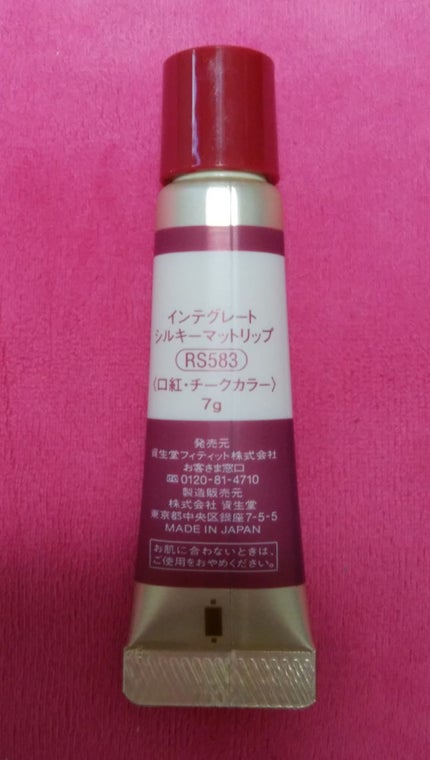 インテグレート
シルキーマットリップ
RS583
〈口紅・チークカラー〉
7g
発売元
資生堂フィティット株式会社
お客さま窓口
0120-81-4710
製造販売元
株式会社 資生堂
東京都中央区銀座7-5-5
MADE IN JAPAN
お肌に合わないときは、
ご使用をおやめください。